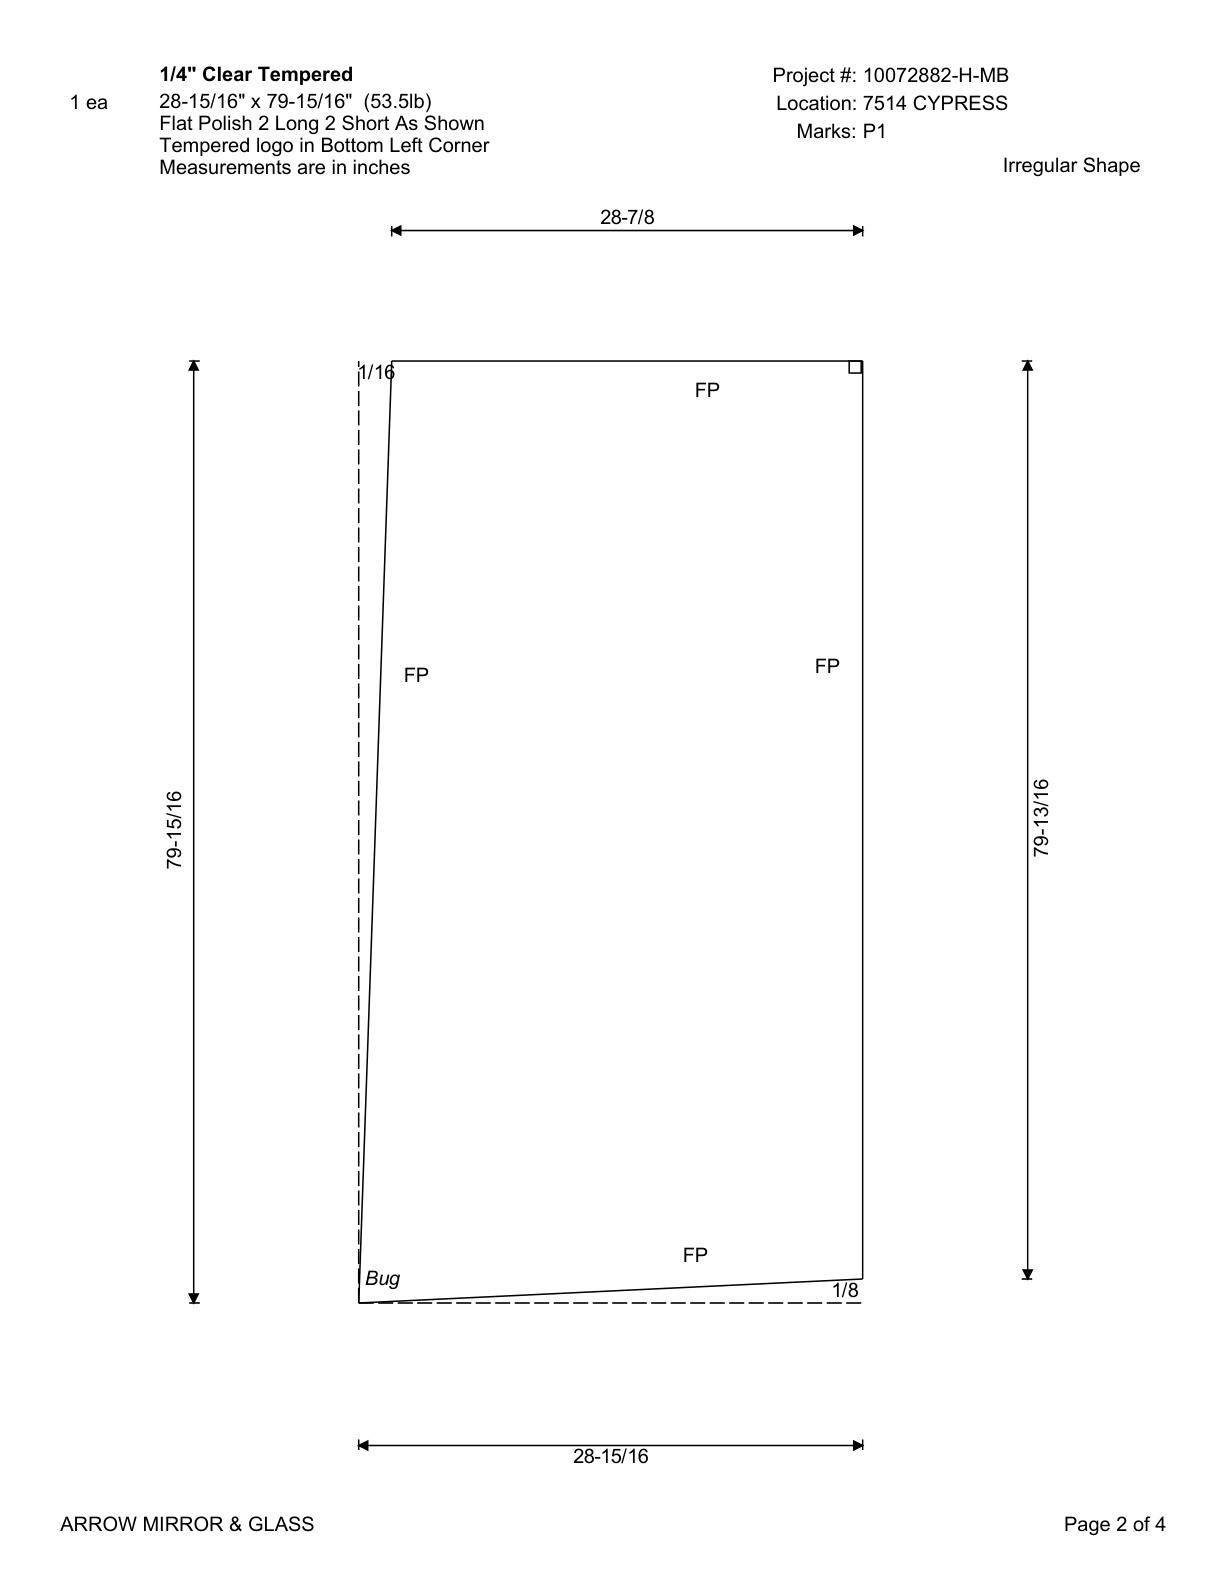 1/4" Clear Tempered
Project #: 10072882-H-MB
1 ea
28-15/16" x 79-15/16" (53.5lb)
Location: 7514 CYPRESS
Flat Polish 2 Long 2 Short As Shown
Marks: P1
Tempered logo in Bottom Left Corner
Measurements are in inches
Irregular Shape
28-7/8
1/16
FP
FP
FP
79-15/16
79-13/16
FP
Bug
1/8
28-15/16
ARROW MIRROR & GLASS
Page 2 of 4